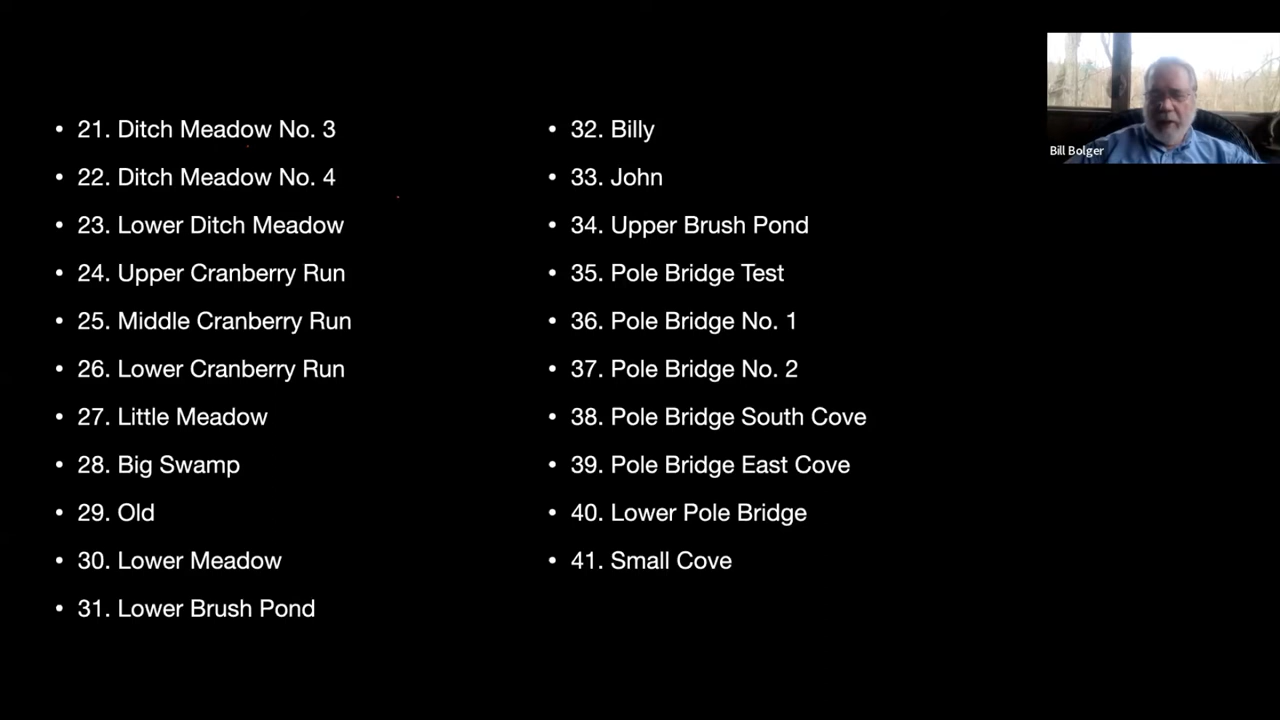 • 21. Ditch Meadow No. 3
• 22. Ditch Meadow No. 4
• 23. Lower Ditch Meadow
• 24. Upper Cranberry Run
• 25. Middle Cranberry Run
• 26. Lower Cranberry Run
• 27. Little Meadow
• 28. Big Swamp
• 29. Old
• 30. Lower Meadow
• 31. Lower Brush Pond
• 32. Billy
• 33. John
• 34. Upper Brush Pond
• 35. Pole Bridge Test
• 36. Pole Bridge No. 1
• 37. Pole Bridge No. 2
• 38. Pole Bridge South Cove
• 39. Pole Bridge East Cove
• 40. Lower Pole Bridge
• 41. Small Cove
Bill Bolger